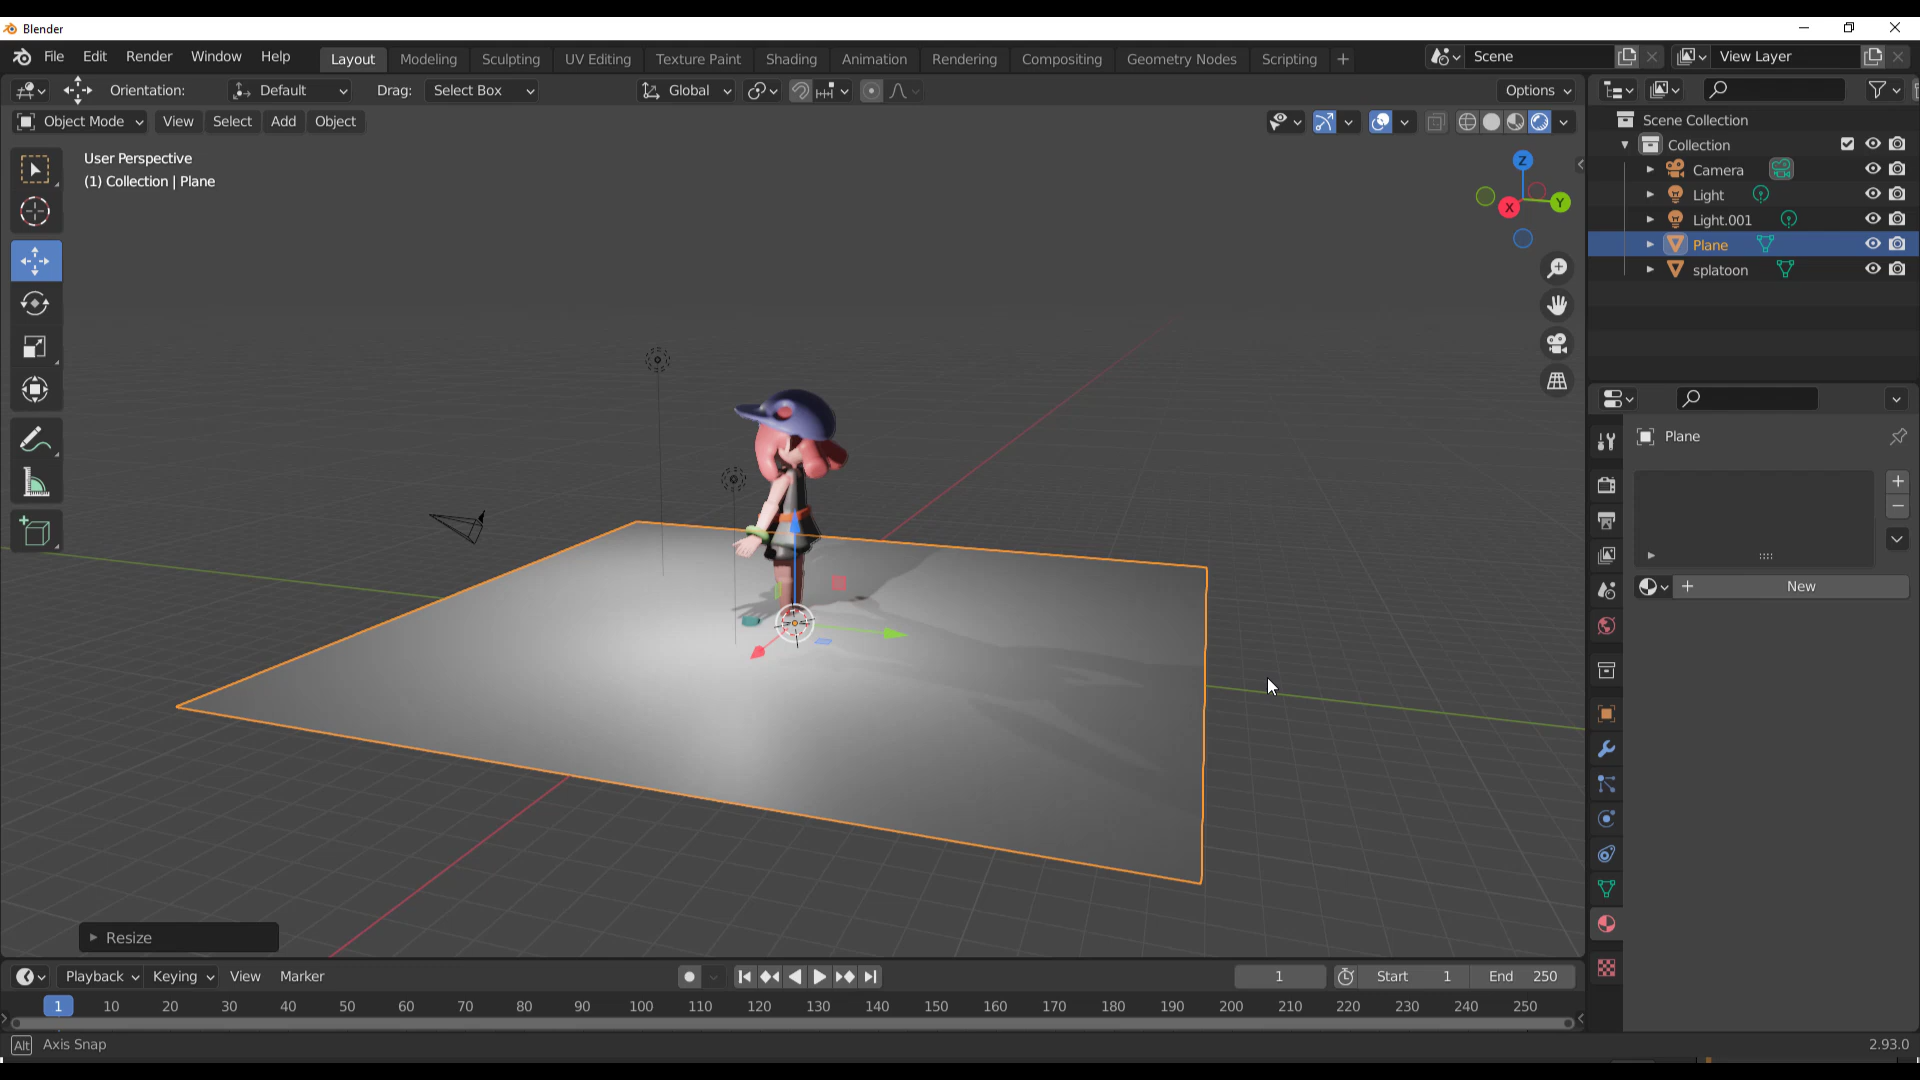 Blender
File Edit Render Window Help Layout Modeling Sculpting UV Editing Texture Paint Shading Animation Rendering Compositing Geometry Nodes Scripting + Scene View Layer
Orientation: Default Drag: Select Box Global Options
Object Mode View Select Add Object
User Perspective
(1) Collection | Plane
Z
X
Y
Scene Collection
Collection
Camera
Light
Light.001
Plane
splatoon
Plane
New
Resize
Playback Keying View Marker 1 Start 1 End 250
1 10 20 30 40 50 60 70 80 90 100 110 120 130 140 150 160 170 180 190 200 210 220 230 240 250
Alt Axis Snap 2.93.0